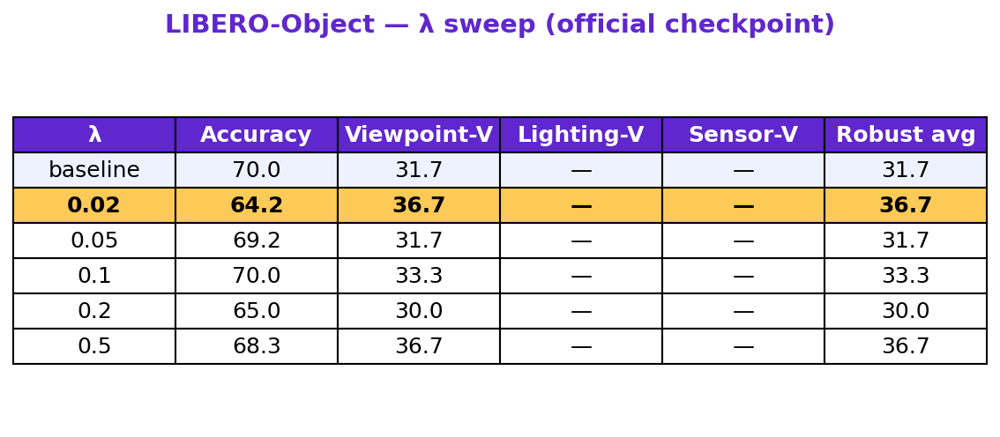 LIBERO-Object — λ sweep (official checkpoint)
λ Accuracy Viewpoint-V Lighting-V Sensor-V Robust avg
baseline 70.0 31.7 — — 31.7
0.02 64.2 36.7 — — 36.7
0.05 69.2 31.7 — — 31.7
0.1 70.0 33.3 — — 33.3
0.2 65.0 30.0 — — 30.0
0.5 68.3 36.7 — — 36.7